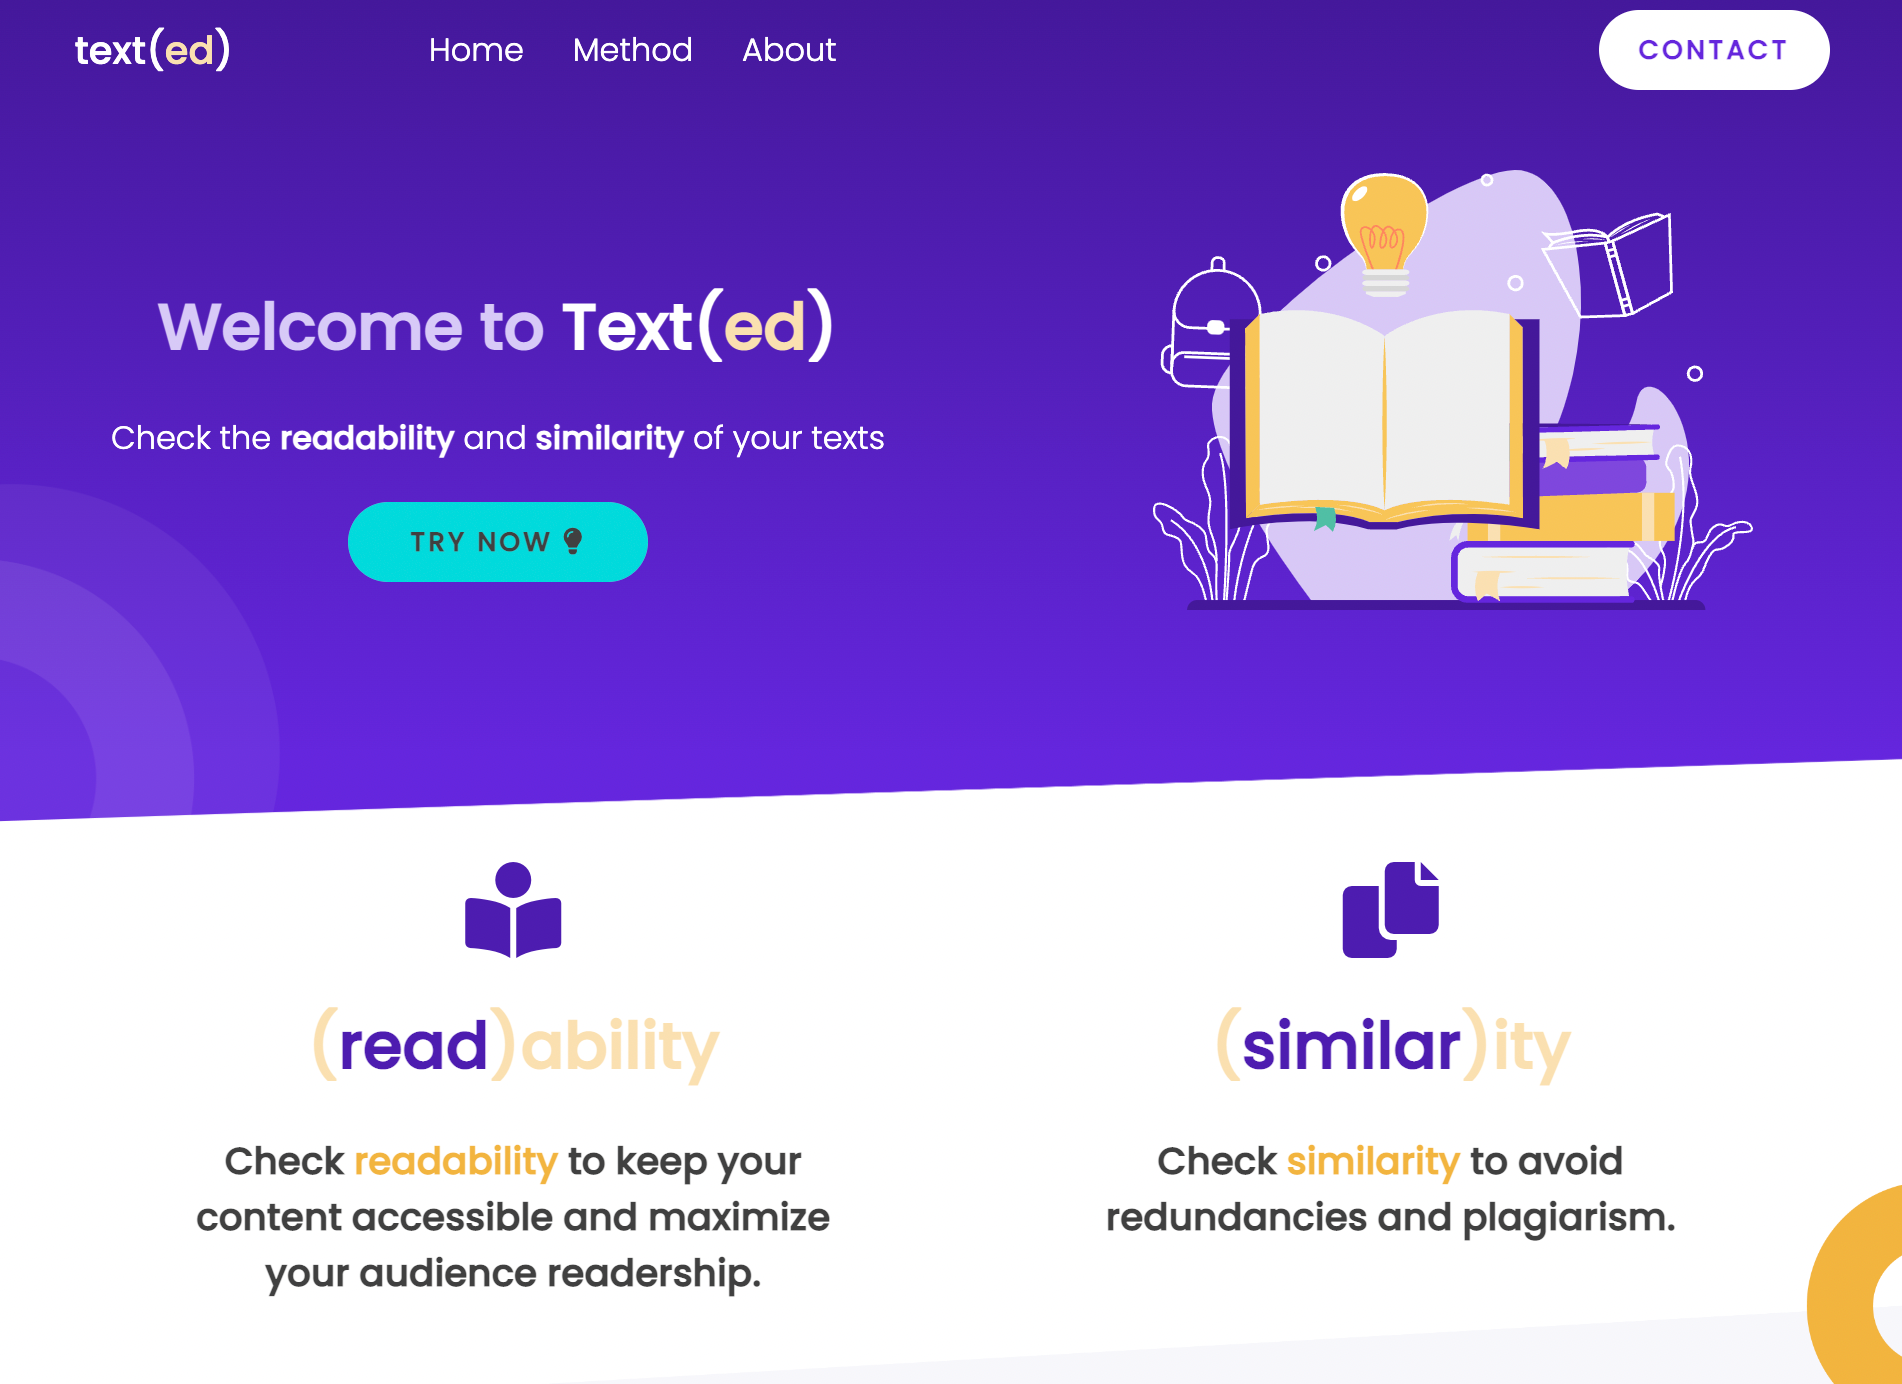 text(ed)
Home
Method
About
CONTACT
Welcome to Text(ed)
Check the readability and similarity of your texts
TRY NOW
(read)ability
Check readability to keep your
content accessible and maximize
your audience readership.
(similar)ity
Check similarity to avoid
redundancies and plagiarism.